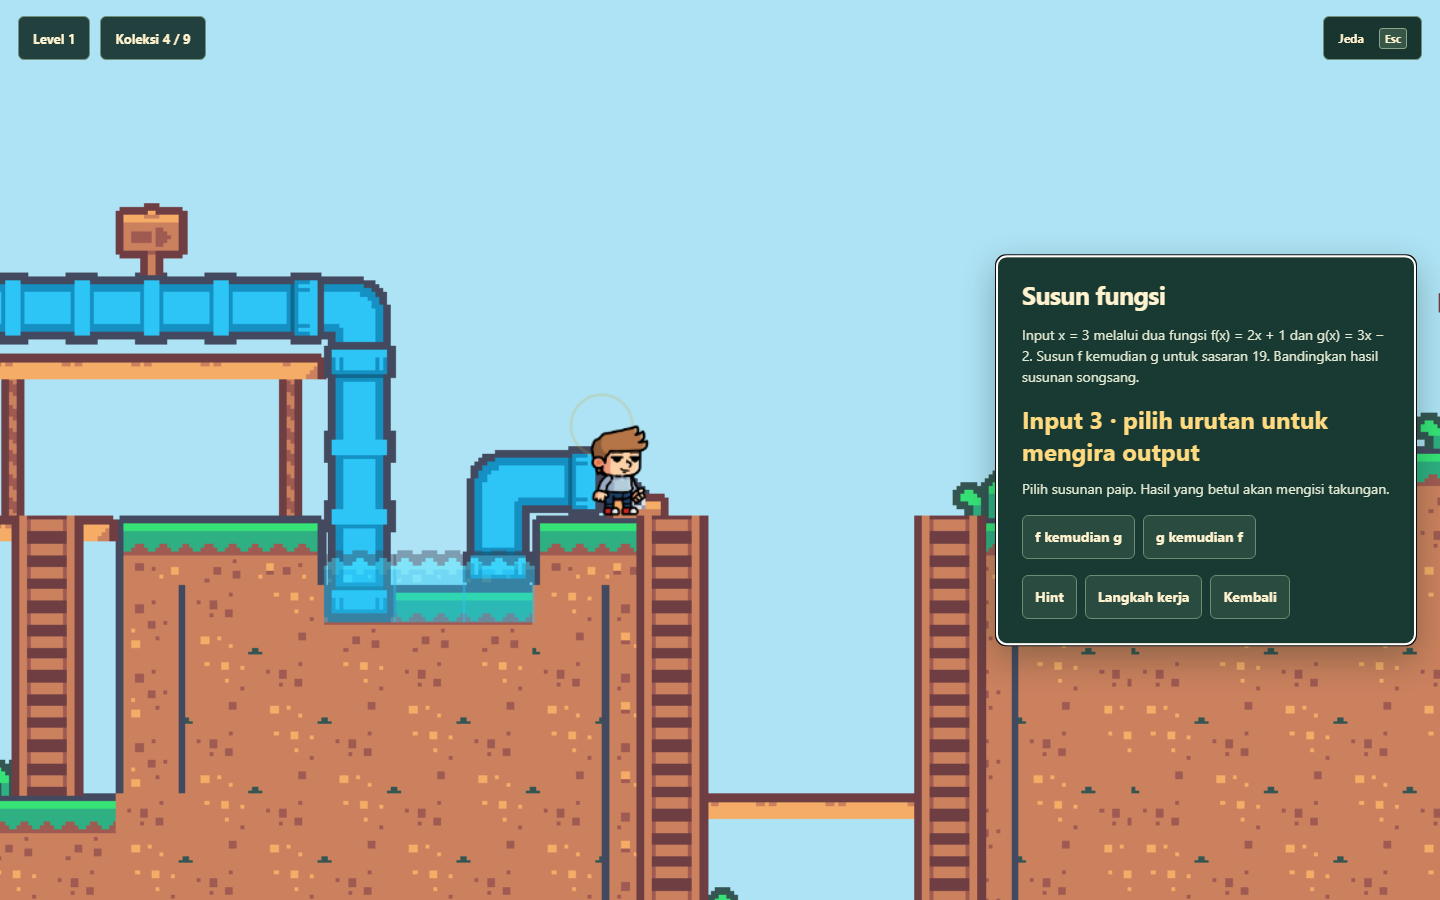 Level 1
Koleksi 4 / 9
Jeda Esc
Susun fungsi
Input x = 3 melalui dua fungsi f(x) = 2x + 1 dan g(x) = 3x −
2. Susun f kemudian g untuk sasaran 19. Bandingkan hasil
susunan songsang.
Input 3 · pilih urutan untuk
mengira output
Pilih susunan paip. Hasil yang betul akan mengisi takungan.
f kemudian g
g kemudian f
Hint
Langkah kerja
Kembali